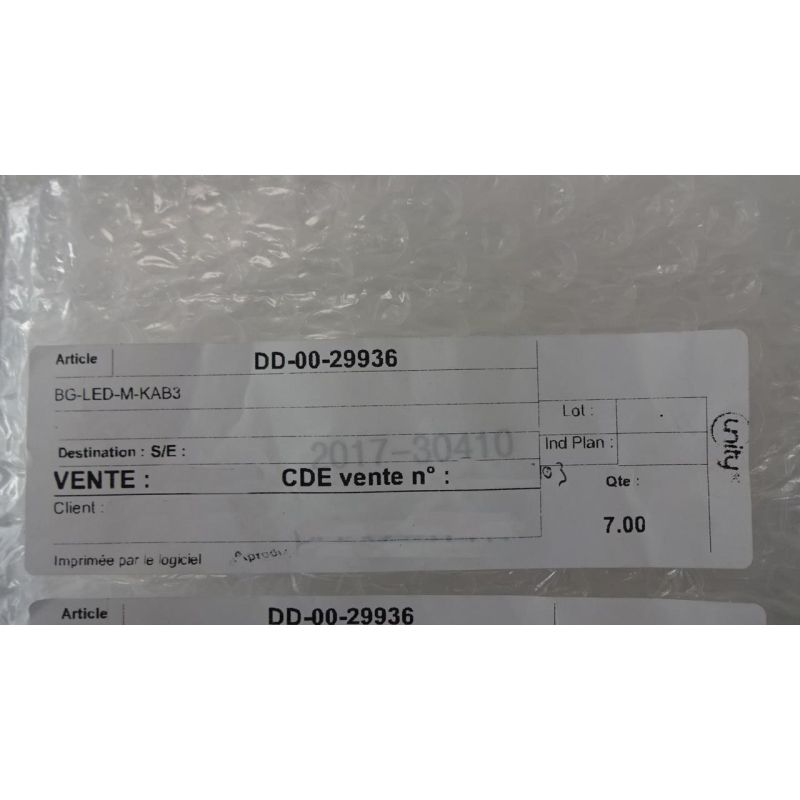 Article DD-00-29936
BG-LED-M-KAB3
Lot :
Destination : S/E : 2017-30410 Ind Plan :
VENTE : CDE vente n° : 03 Qte :
Client : 7.00
Imprimée par le logiciel
unity
Article DD-00-29936